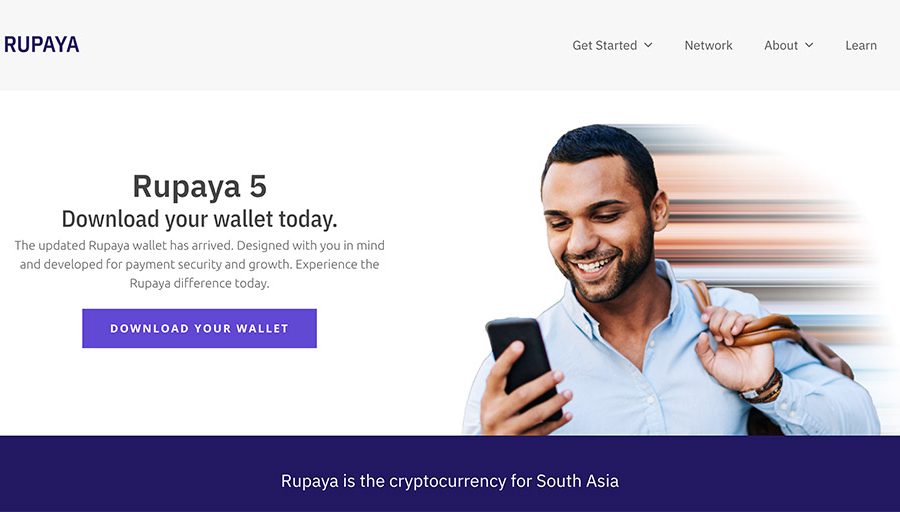 RUPAYA
Get Started
Network
About
Learn
Rupaya 5
Download your wallet today.
The updated Rupaya wallet has arrived. Designed with you in mind
and developed for payment security and growth. Experience the
Rupaya difference today.
DOWNLOAD YOUR WALLET
Rupaya is the cryptocurrency for South Asia